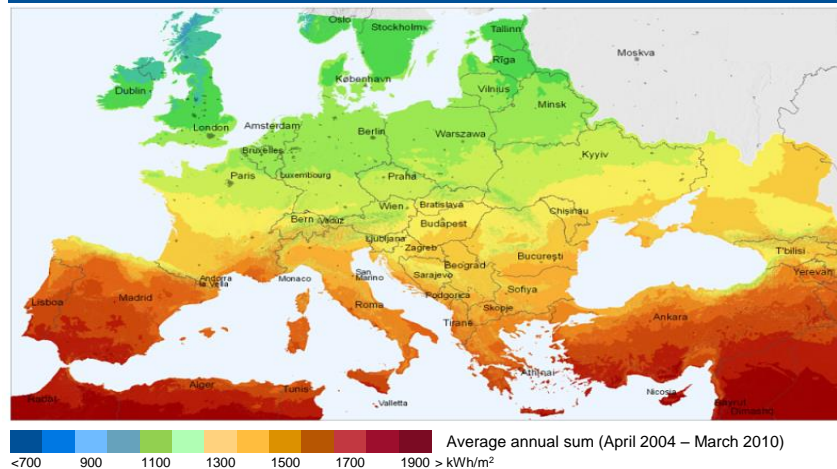 Oslo
Stockholm
Tallinn
Rīga
Moskva
Dublin
København
Vilnius
Minsk
London
Amsterdam
Berlin
Warszawa
Bruxelles
Kyyiv
Paris
Luxembourg
Praha
Wien
Bratislava
Bern
Vaduz
Budapest
Chişinău
Ljubljana
Zagreb
Beograd
Bucureşti
T'bilisi
Andorra
la Vella
Monaco
San
Marino
Sarajevo
Yerevan
Podgorica
Sofiya
Lisboa
Madrid
Roma
Skopje
Tiranë
Ankara
Athínai
Alger
Tunis
Nicosia
Rabat
Valletta
Bayrut
Dimashq
Average annual sum (April 2004 – March 2010)
<700 900 1100 1300 1500 1700 1900 > kWh/m²